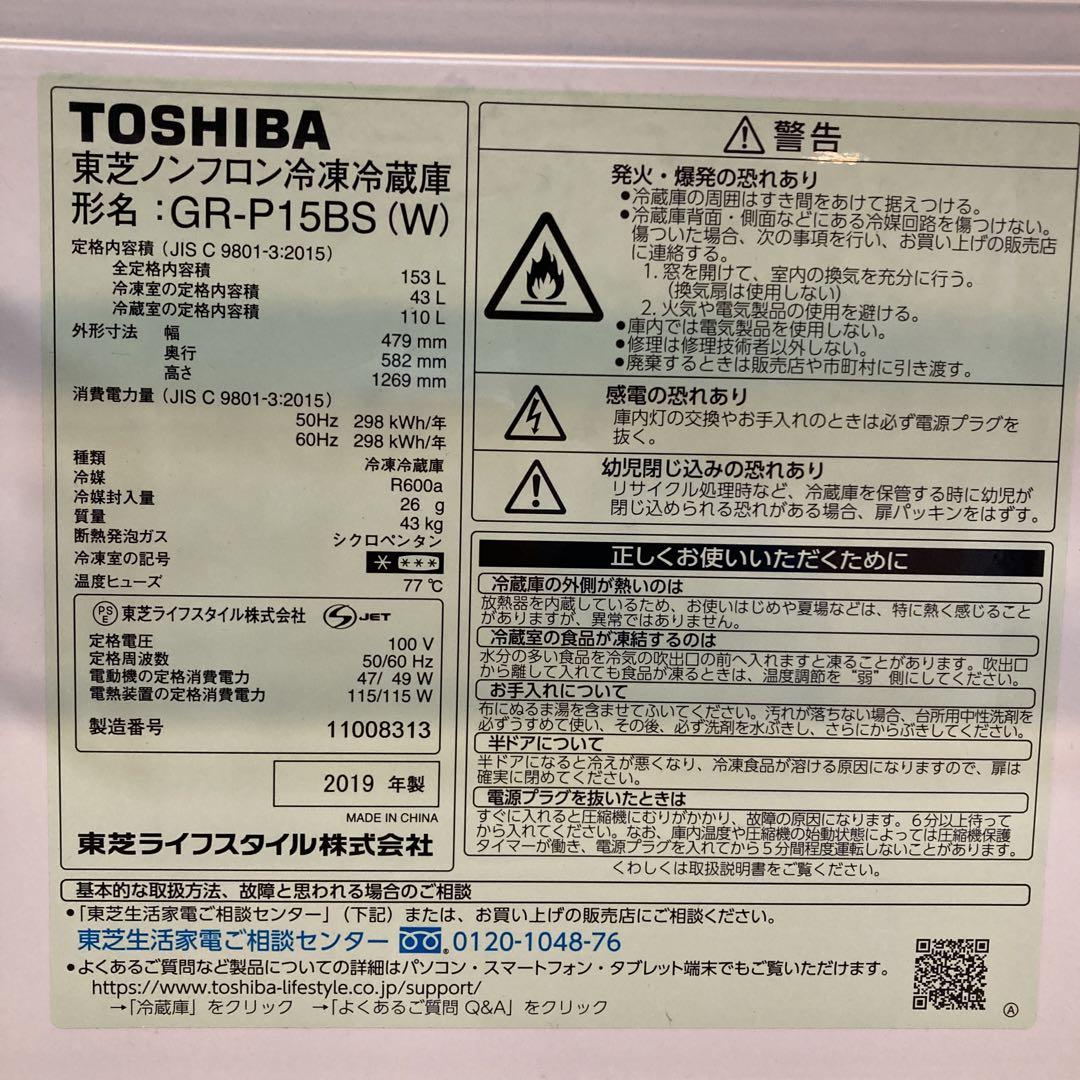 TOSHIBA
東芝ノンフロン冷凍冷蔵庫
形名：GR-P15BS (W)
定格内容積 (JIS C 9801-3:2015)
全定格内容積 153 L
冷凍室の定格内容積 43 L
冷蔵室の定格内容積 110 L
外形寸法 幅 479 mm
奥行 582 mm
高さ 1269 mm
消費電力量 (JIS C 9801-3:2015)
50Hz 298 kWh/年
60Hz 298 kWh/年
種類 冷凍冷蔵庫
冷媒 R600a
冷媒封入量 26 g
質量 43 kg
断熱発泡ガス シクロペンタン
冷凍室の記号 * ***
温度ヒューズ 77 ℃
PSE 東芝ライフスタイル株式会社 JET
定格電圧 100 V
定格周波数 50/60 Hz
電動機の定格消費電力 47/ 49 W
電熱装置の定格消費電力 115/115 W
製造番号 11008313
2019 年製
MADE IN CHINA
東芝ライフスタイル株式会社
⚠ 警告
発火・爆発の恐れあり
●冷蔵庫の周囲はすき間をあけて据えつける。
●冷蔵庫背面・側面などにある冷媒回路を傷つけない。
傷ついた場合、次の事項を行い、お買い上げの販売店
に連絡する。
1. 窓を開けて、室内の換気を充分に行う。
(換気扇は使用しない)
2. 火気や電気製品の使用を避ける。
●庫内では電気製品を使用しない。
●修理は修理技術者以外しない。
●廃棄するときは販売店や市町村に引き渡す。
感電の恐れあり
庫内灯の交換やお手入れのときは必ず電源プラグを
抜く。
幼児閉じ込みの恐れあり
リサイクル処理時など、冷蔵庫を保管する時に幼児が
閉じ込められる恐れがある場合、扉パッキンをはずす。
正しくお使いいただくために
冷蔵庫の外側が熱いのは
放熱器を内蔵しているため、お使いはじめや夏場などは、特に熱く感じること
がありますが、異常ではありません。
冷蔵室の食品が凍結するのは
水分の多い食品を冷気の吹出口の前へ入れますと凍ることがあります。吹出口
から離して入れても食品が凍るときは、温度調節を“弱”側にしてください。
お手入れについて
布にぬるま湯を含ませてふいてください。汚れが落ちない場合、台所用中性洗剤を
必ずうすめて使い、その後、必ず洗剤を水ぶきし、さらにからぶきしてください。
半ドアについて
半ドアになると冷えが悪くなり、冷凍食品が溶ける原因になりますので、扉は
確実に閉めてください。
電源プラグを抜いたときは
すぐに入れると圧縮機にむりがかかり、故障の原因になります。6分以上待って
から入れてください。なお、庫内温度や圧縮機の始動状態によっては圧縮機保護
タイマーが働き、電源プラグを入れてから5分間程度運転しないことがあります。
くわしくは取扱説明書をご覧ください。
基本的な取扱方法、故障と思われる場合のご相談
●「東芝生活家電ご相談センター」（下記）または、お買い上げの販売店にご相談ください。
東芝生活家電ご相談センター 0120-1048-76
●よくあるご質問など製品についての詳細はパソコン・スマートフォン・タブレット端末でもご覧いただけます。
https://www.toshiba-lifestyle.co.jp/support/
→「冷蔵庫」をクリック →「よくあるご質問 Q&A」をクリック
Ⓐ